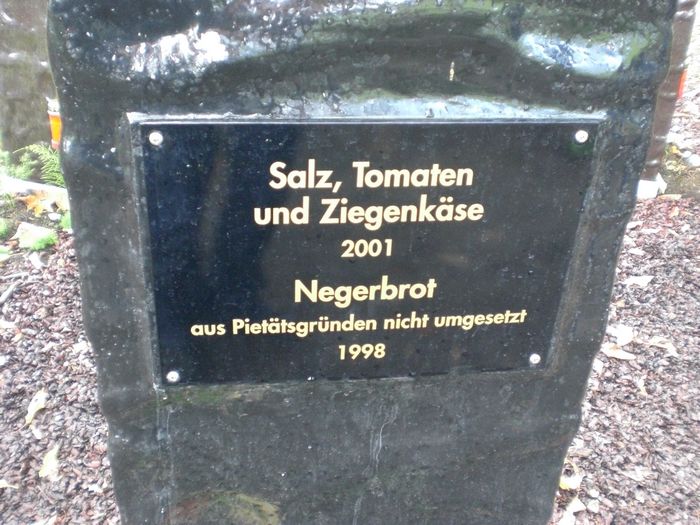 Salz, Tomaten
und Ziegenkäse
2001
Negerbrot
aus Pietätsgründen nicht umgesetzt
1998